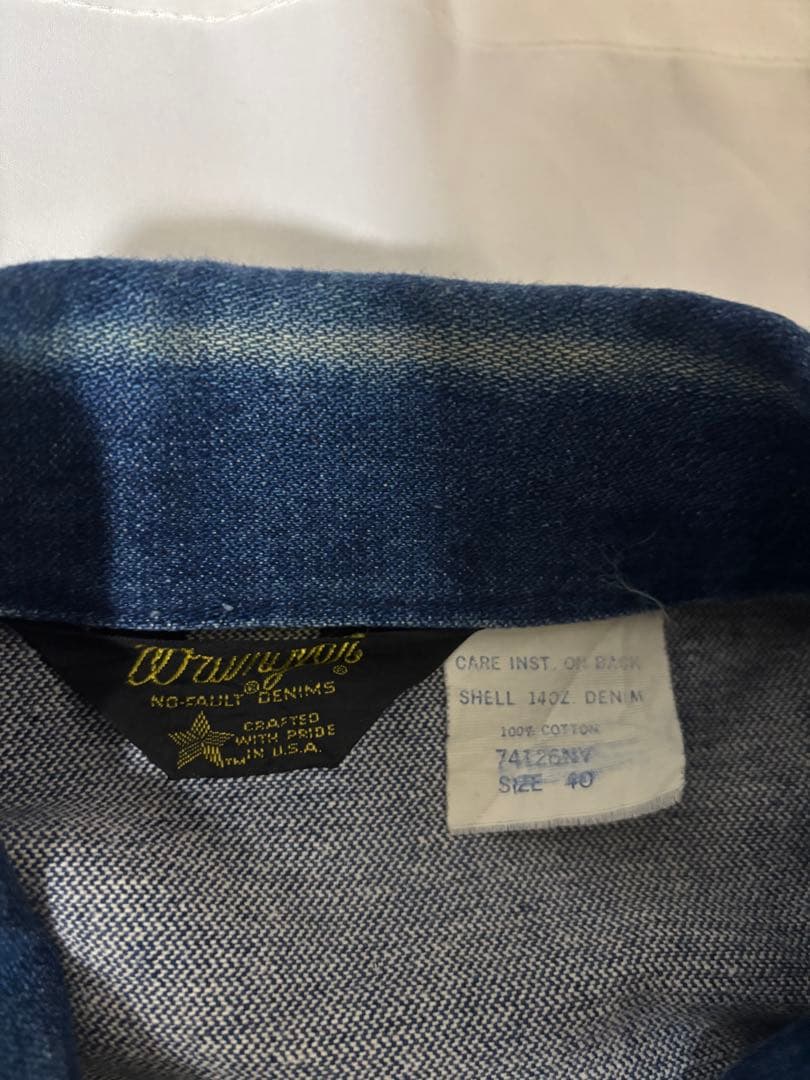 Wrangler®
NO-FAULT® DENIMS®
CRAFTED
WITH PRIDE
TM IN U.S.A.
CARE INST. ON BACK
SHELL 14OZ. DENIM
100% COTTON
74126NV
SIZE 40